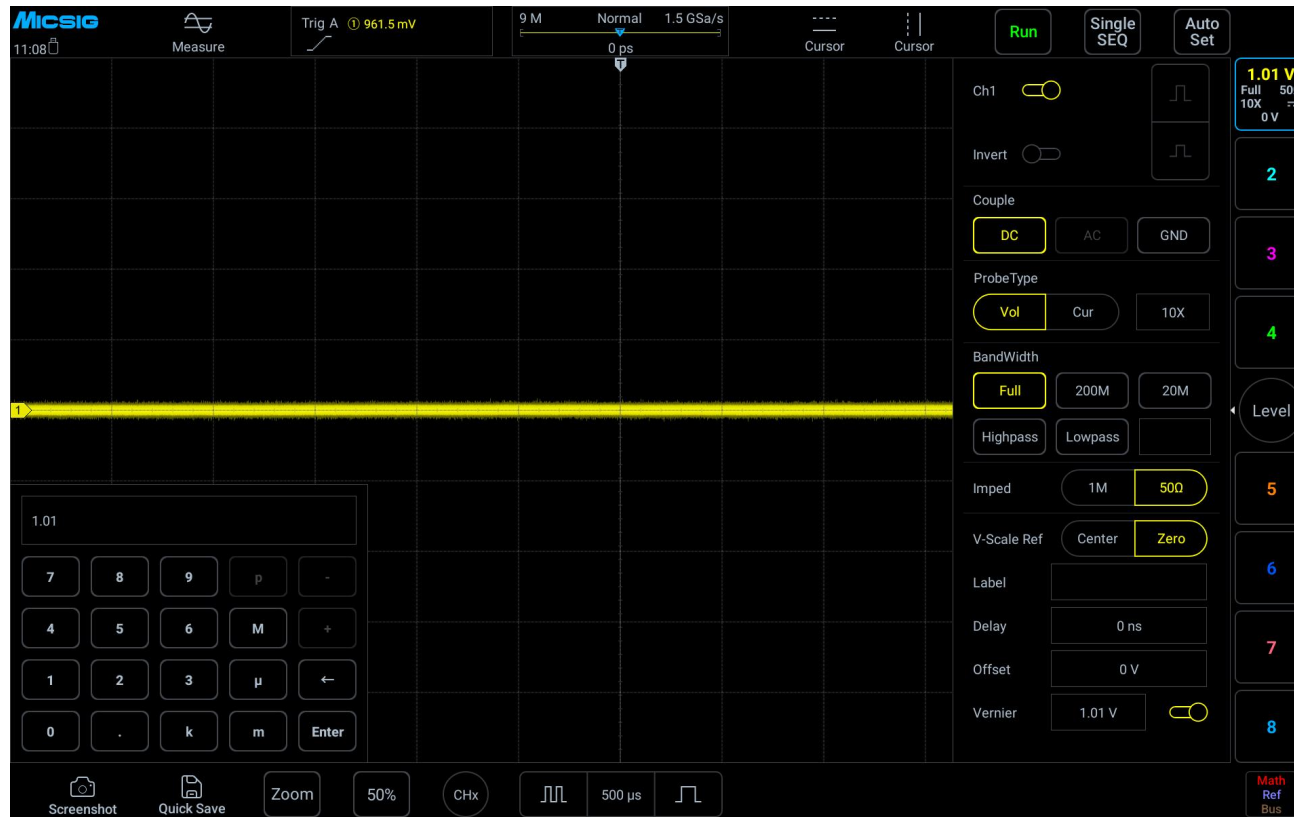 Micsig
11:08
Measure
Trig A ① 961.5 mV
9 M Normal 1.5 GSa/s
0 ps
Cursor
Cursor
Run
Single SEQ
Auto Set
T
1.01 V
Full 50
10X
0 V
Ch1
Invert
Couple
DC AC GND
ProbeType
Vol Cur 10X
BandWidth
Full 200M 20M
Highpass Lowpass
Imped 1M 50Ω
V-Scale Ref Center Zero
Label
Delay 0 ns
Offset 0 V
Vernier 1.01 V
2
3
4
Level
5
6
7
8
1
1.01
7 8 9 p -
4 5 6 M +
1 2 3 µ ←
0 . k m Enter
Screenshot
Quick Save
Zoom
50%
CHx
500 µs
Math
Ref
Bus